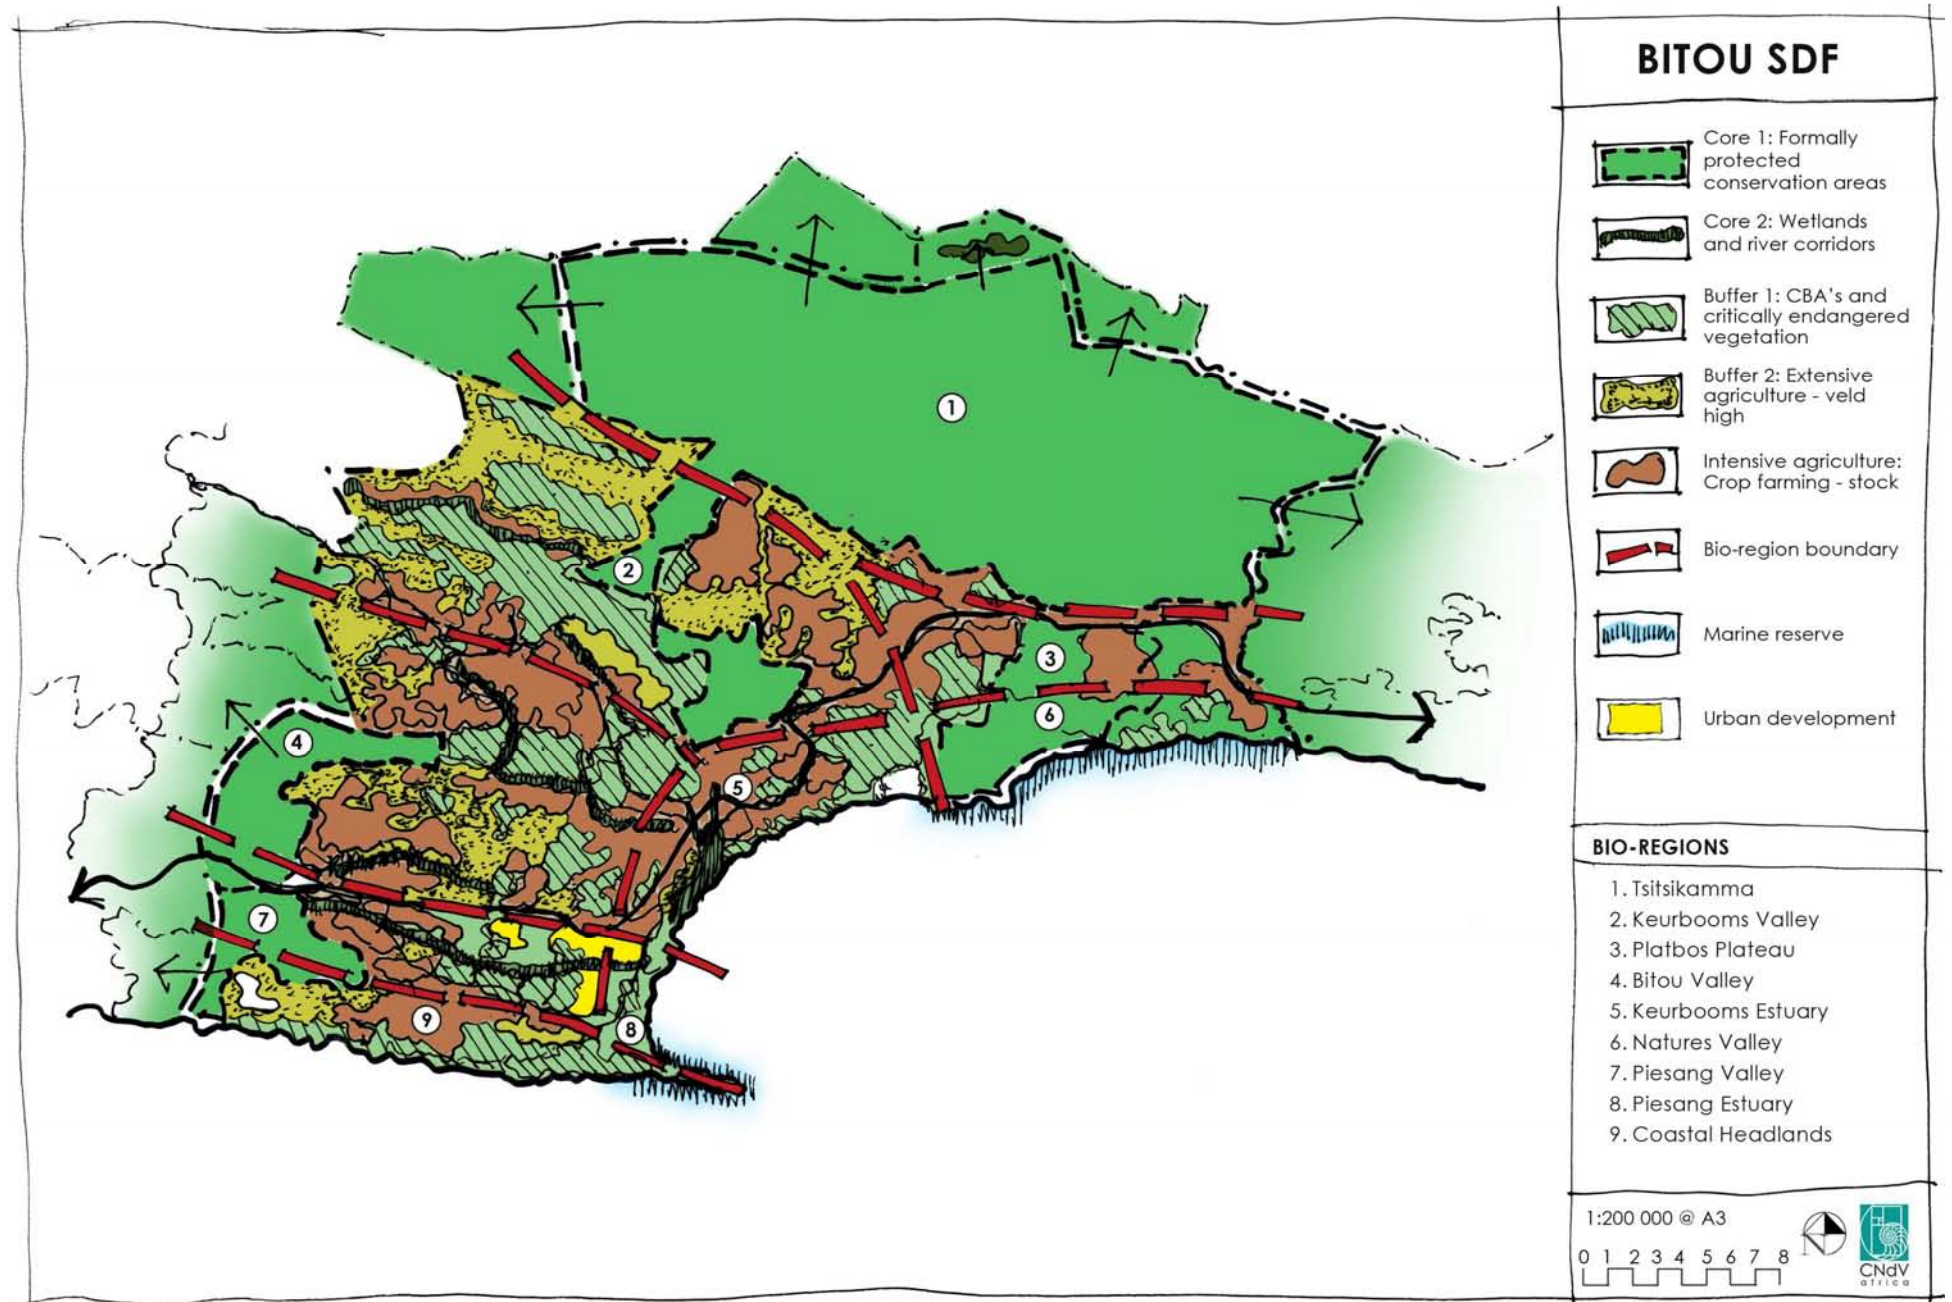 BITOU SDF
Core 1: Formally
protected
conservation areas
Core 2: Wetlands
and river corridors
Buffer 1: CBA's and
critically endangered
vegetation
Buffer 2: Extensive
agriculture - veld
high
Intensive agriculture:
Crop farming - stock
Bio-region boundary
Marine reserve
Urban development
BIO-REGIONS
1. Tsitsikamma
2. Keurbooms Valley
3. Platbos Plateau
4. Bitou Valley
5. Keurbooms Estuary
6. Natures Valley
7. Piesang Valley
8. Piesang Estuary
9. Coastal Headlands
1:200 000 @ A3
0 1 2 3 4 5 6 7 8
N
CNdV
africa
1
2
3
6
4
5
7
9
8